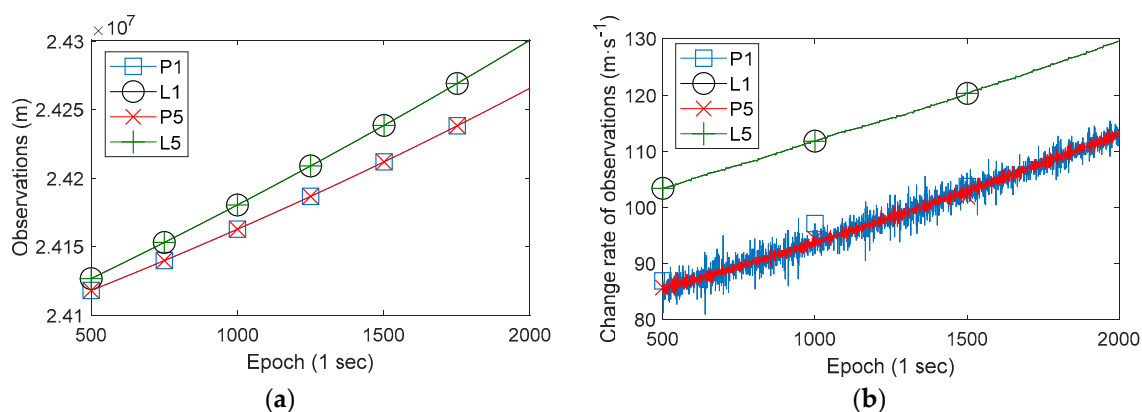 × 10⁷
2.43
2.425
2.42
2.415
2.41
Observations (m)
P1
L1
P5
L5
500
1000
1500
2000
Epoch (1 sec)
(a)
130
120
110
100
90
80
Change rate of observations (m·s⁻¹)
P1
L1
P5
L5
500
1000
1500
2000
Epoch (1 sec)
(b)